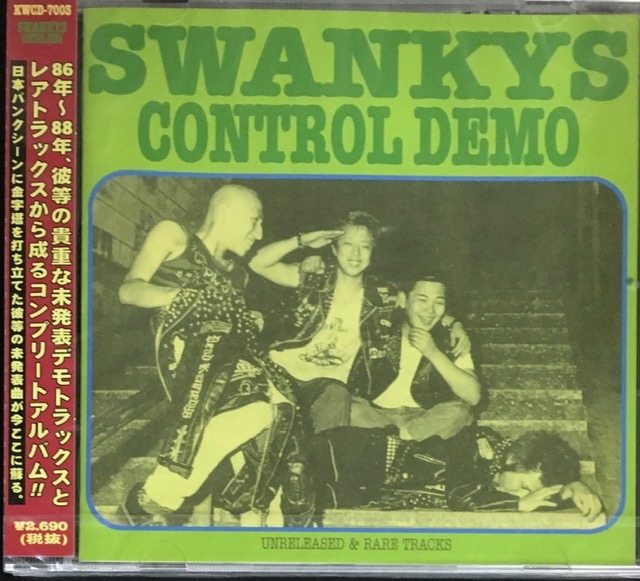 KWCD-7003
SWANKYS
86年〜88年、彼等の貴重な未発表デモトラックスと
レアトラックスから成るコンプリートアルバム!!
日本パンクシーンに金字塔を打ち立てた彼等の未発表曲が今ここに蘇る。
¥2,690
(税抜)
SWANKYS
CONTROL DEMO
UNRELEASED & RARE TRACKS